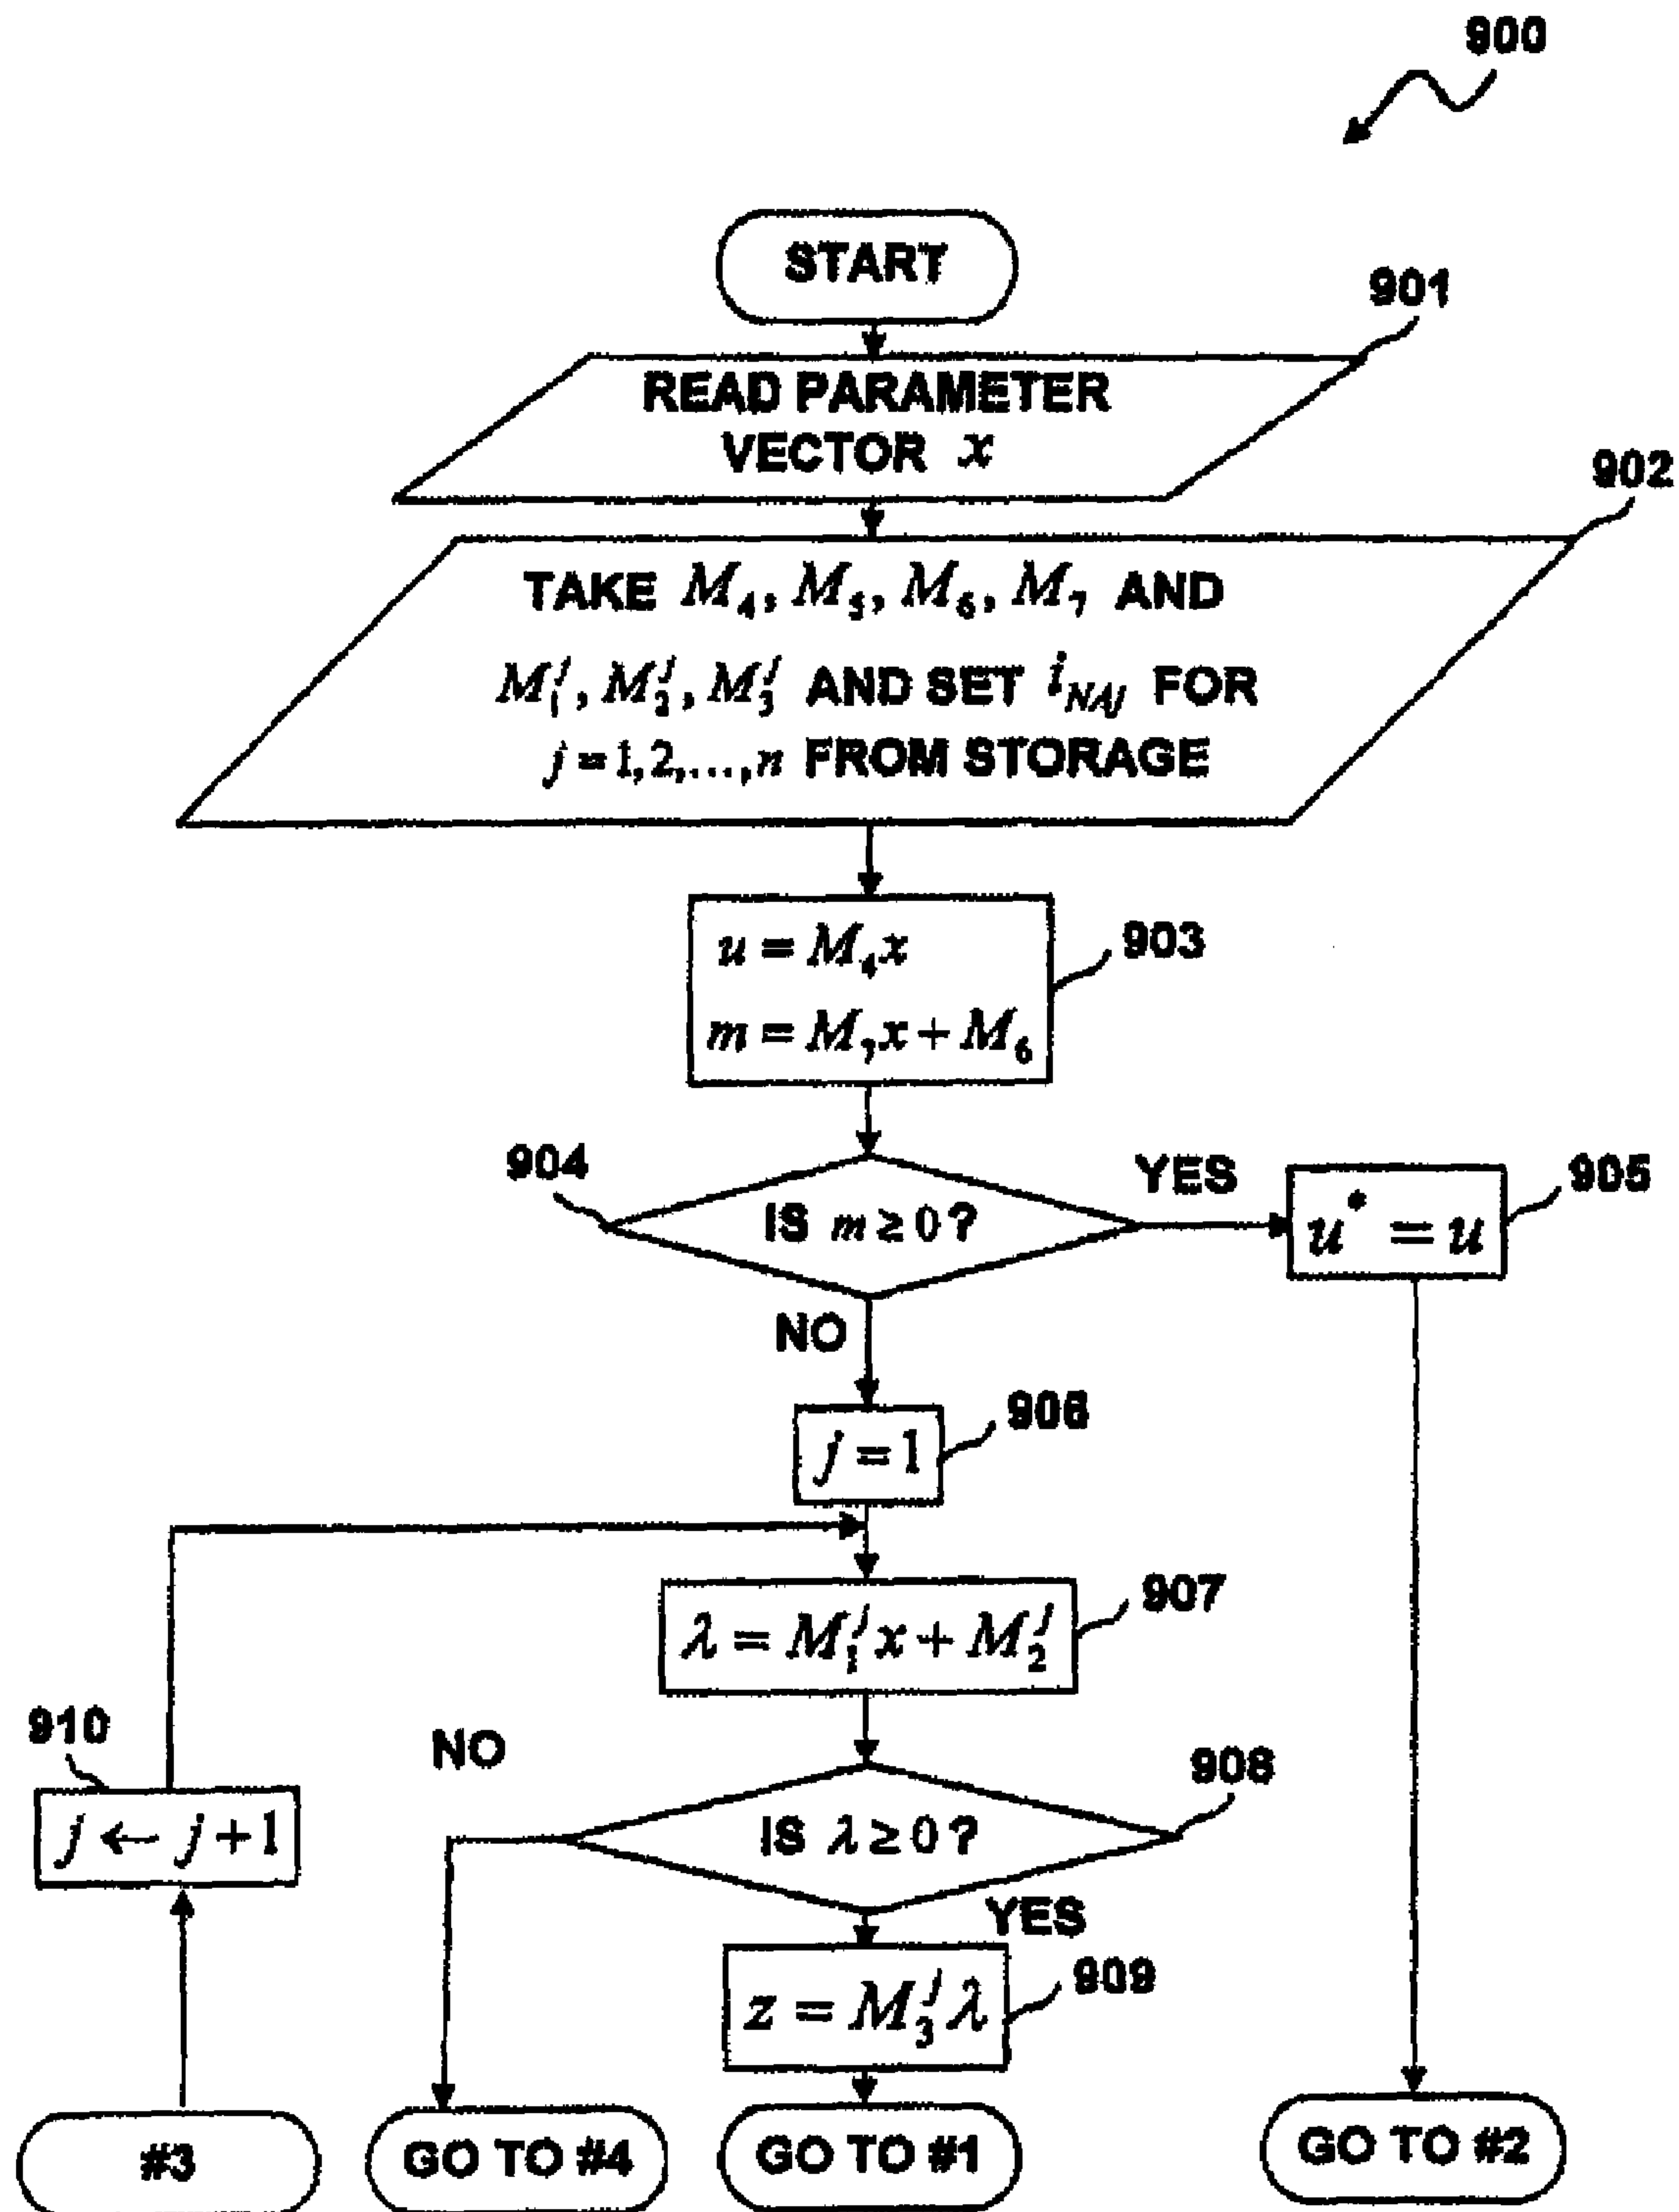 900
START
901
READ PARAMETER
VECTOR x
902
TAKE M₄, M₅, M₆, M₇ AND
M₁ʲ, M₂ʲ, M₃ʲ AND SET i_NAJ FOR
j = 1, 2, ..., n FROM STORAGE
903
u = M₄x
m = M₇x + M₆
904
IS m ≥ 0 ?
YES
905
u* = u
NO
906
j = 1
907
λ = M₁ʲx + M₂ʲ
910
j ← j + 1
NO
908
IS λ ≥ 0 ?
YES
909
z = M₃ʲλ
#3
GO TO #4
GO TO #1
GO TO #2